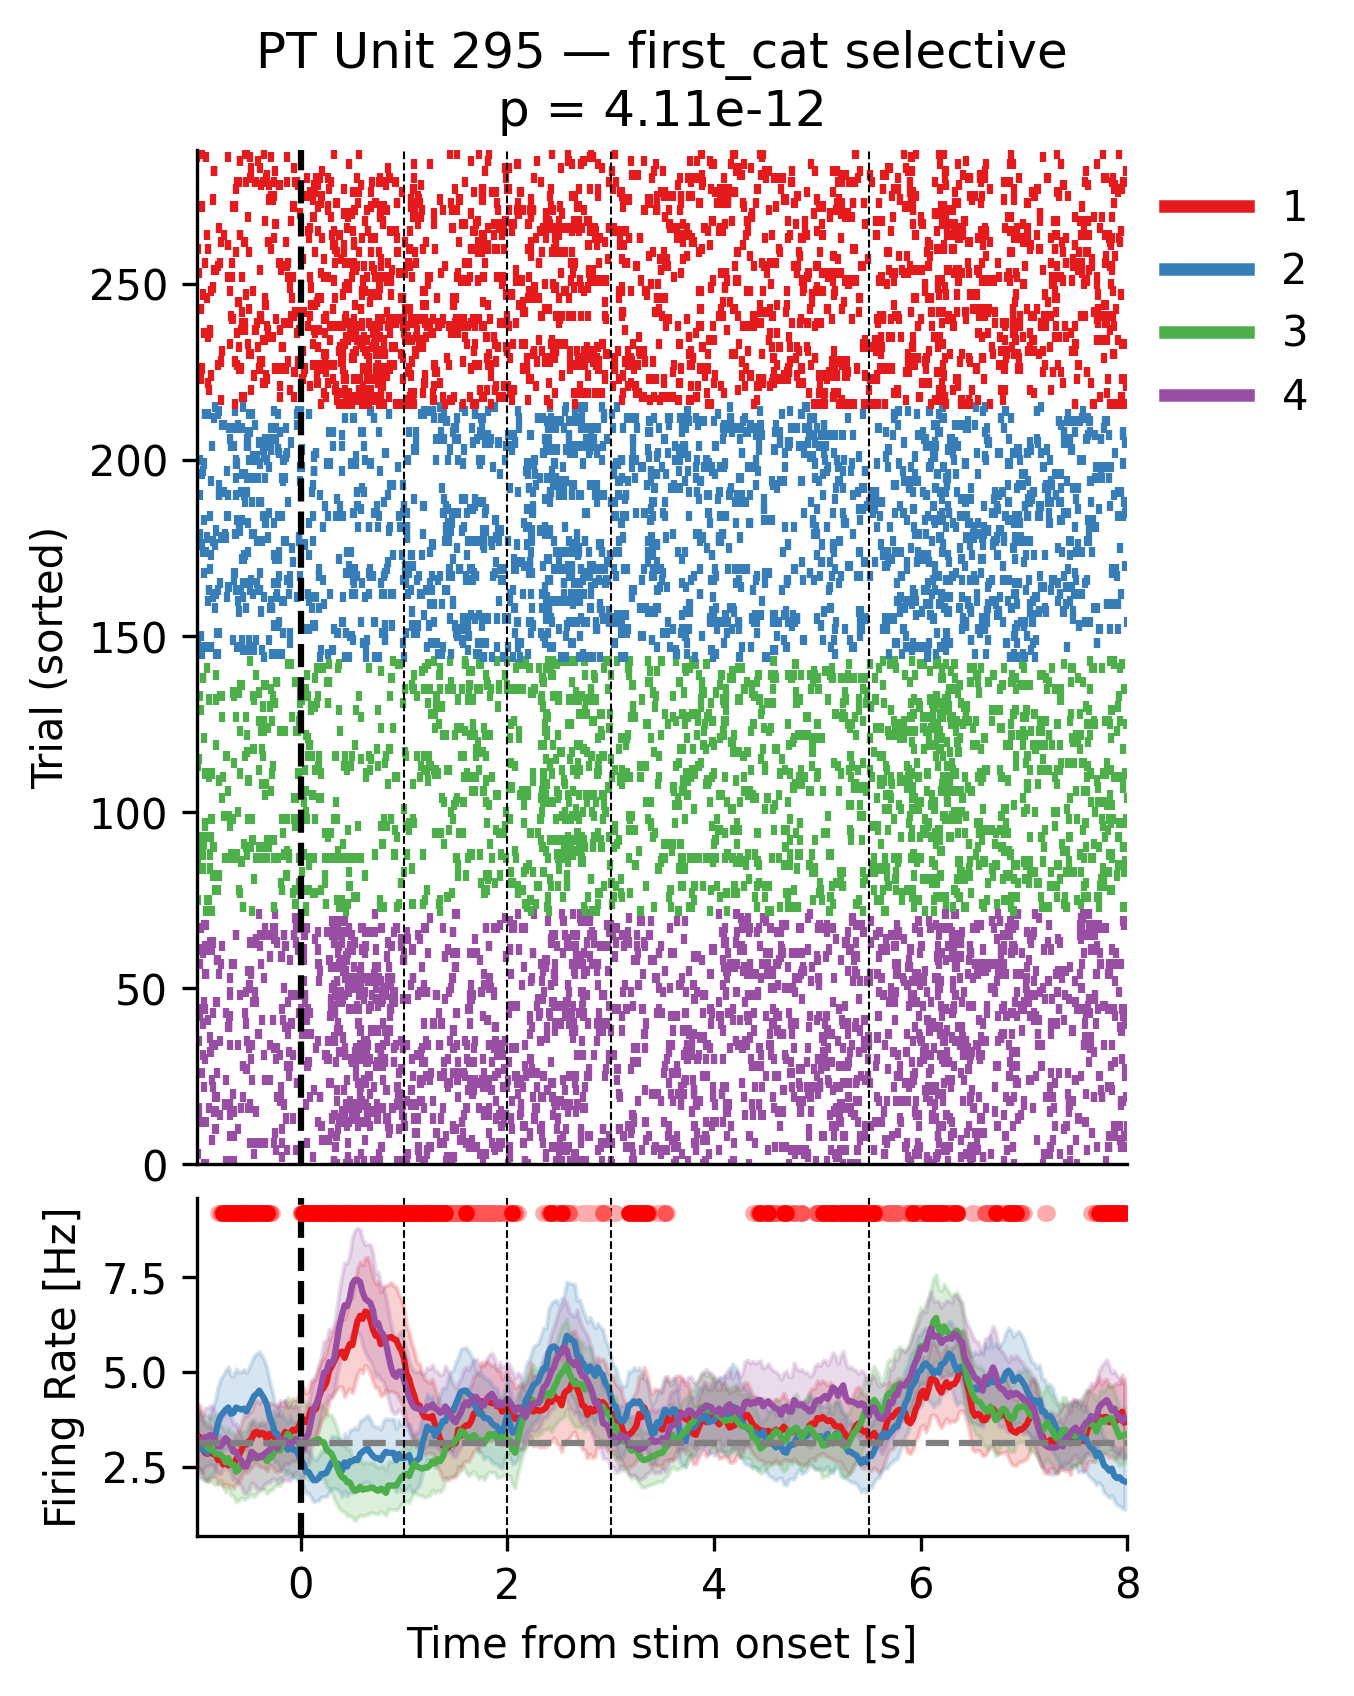 PT Unit 295 — first_cat selective
p = 4.11e-12
1
2
3
4
Trial (sorted)
250
200
150
100
50
0
Firing Rate [Hz]
7.5
5.0
2.5
0 2 4 6 8
Time from stim onset [s]